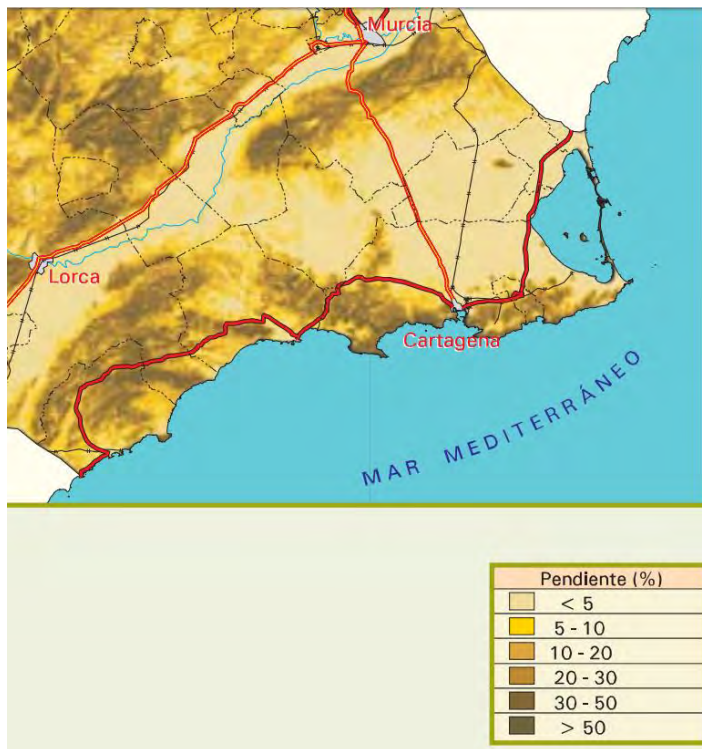 Murcia
Lorca
Cartagena
MAR MEDITERRÁNEO
Pendiente (%)
< 5
5 - 10
10 - 20
20 - 30
30 - 50
> 50